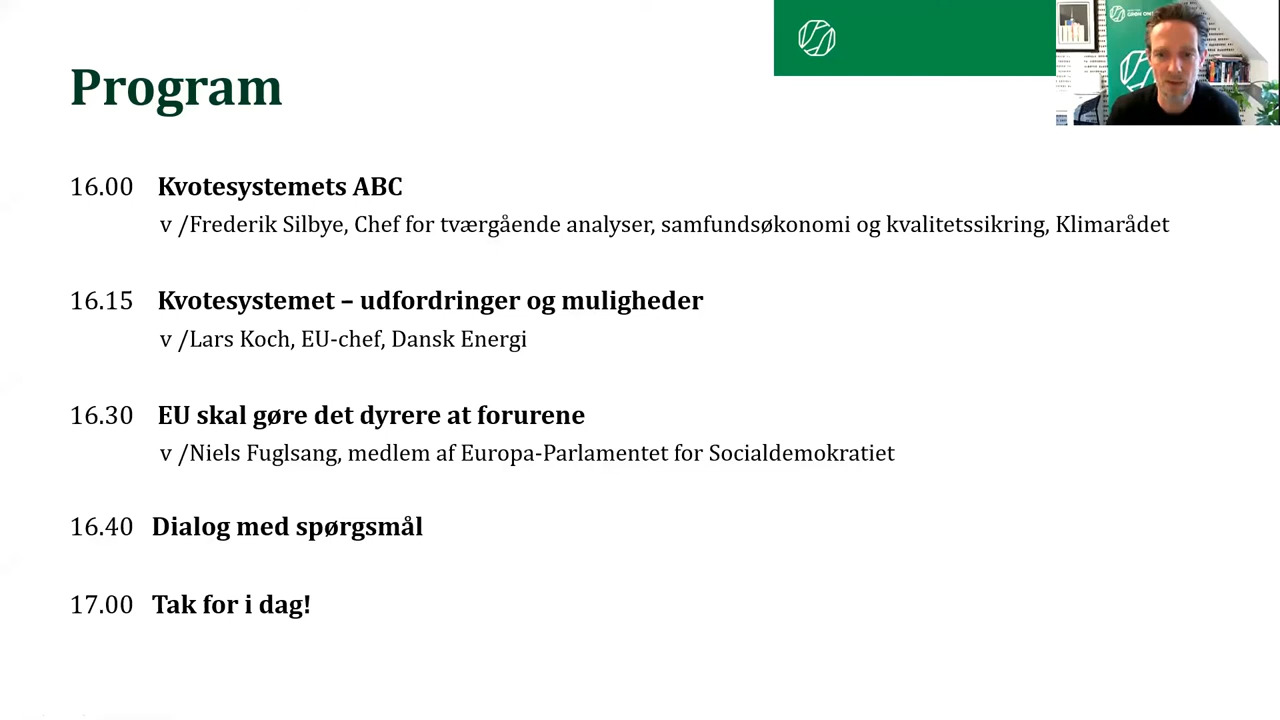 Program
16.00 Kvotesystemets ABC
v /Frederik Silbye, Chef for tværgående analyser, samfundsøkonomi og kvalitetssikring, Klimarådet
16.15 Kvotesystemet – udfordringer og muligheder
v /Lars Koch, EU-chef, Dansk Energi
16.30 EU skal gøre det dyrere at forurene
v /Niels Fuglsang, medlem af Europa-Parlamentet for Socialdemokratiet
16.40 Dialog med spørgsmål
17.00 Tak for i dag!